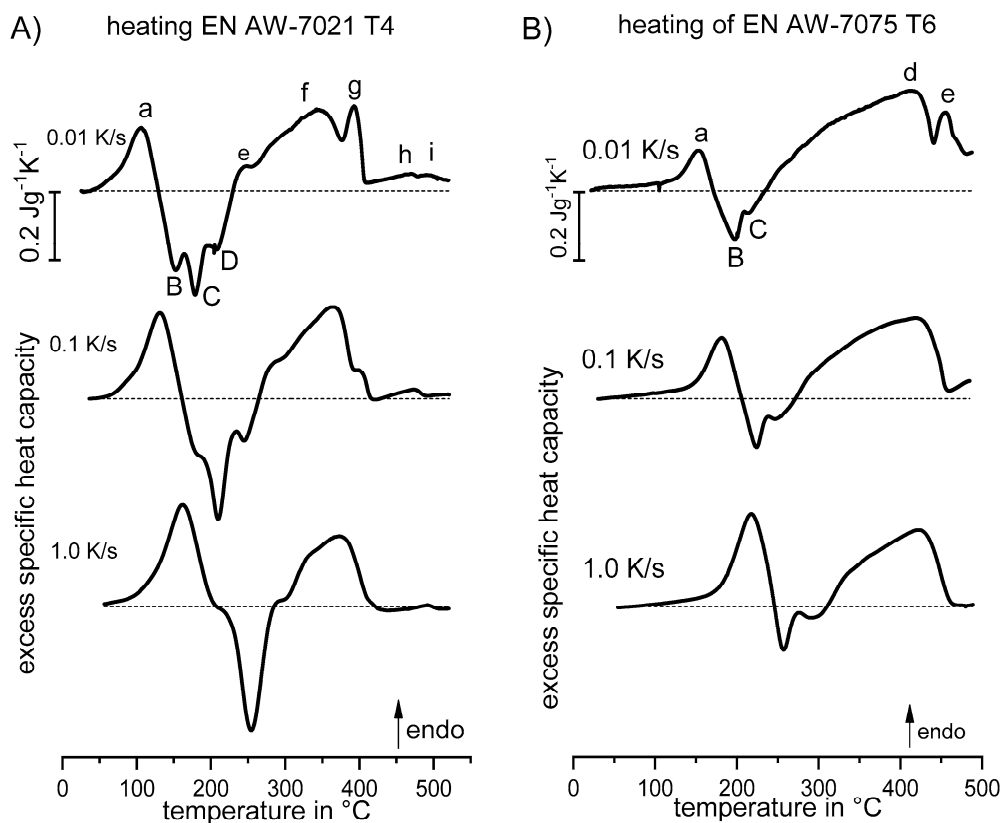 A)
heating EN AW-7021 T4
a
f
g
0.01 K/s
e
h
i
0.2 Jg⁻¹K⁻¹
B
C
D
0.1 K/s
1.0 K/s
excess specific heat capacity
endo
0 100 200 300 400 500
temperature in °C
B)
heating of EN AW-7075 T6
d
e
a
0.01 K/s
0.2 Jg⁻¹K⁻¹
C
B
0.1 K/s
1.0 K/s
excess specific heat capacity
endo
0 100 200 300 400 500
temperature in °C